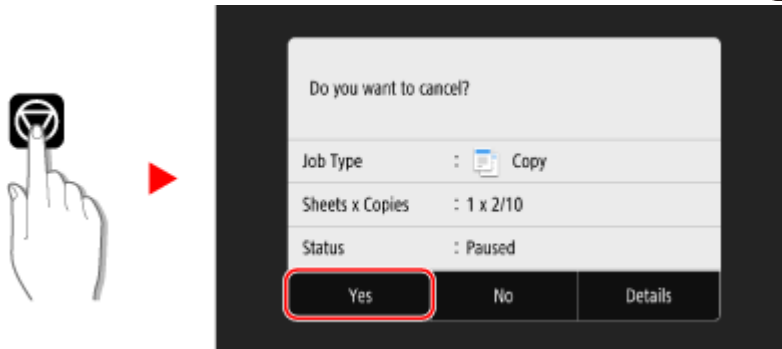 Do you want to cancel?
Job Type : Copy
Sheets x Copies : 1 x 2/10
Status : Paused
Yes No Details